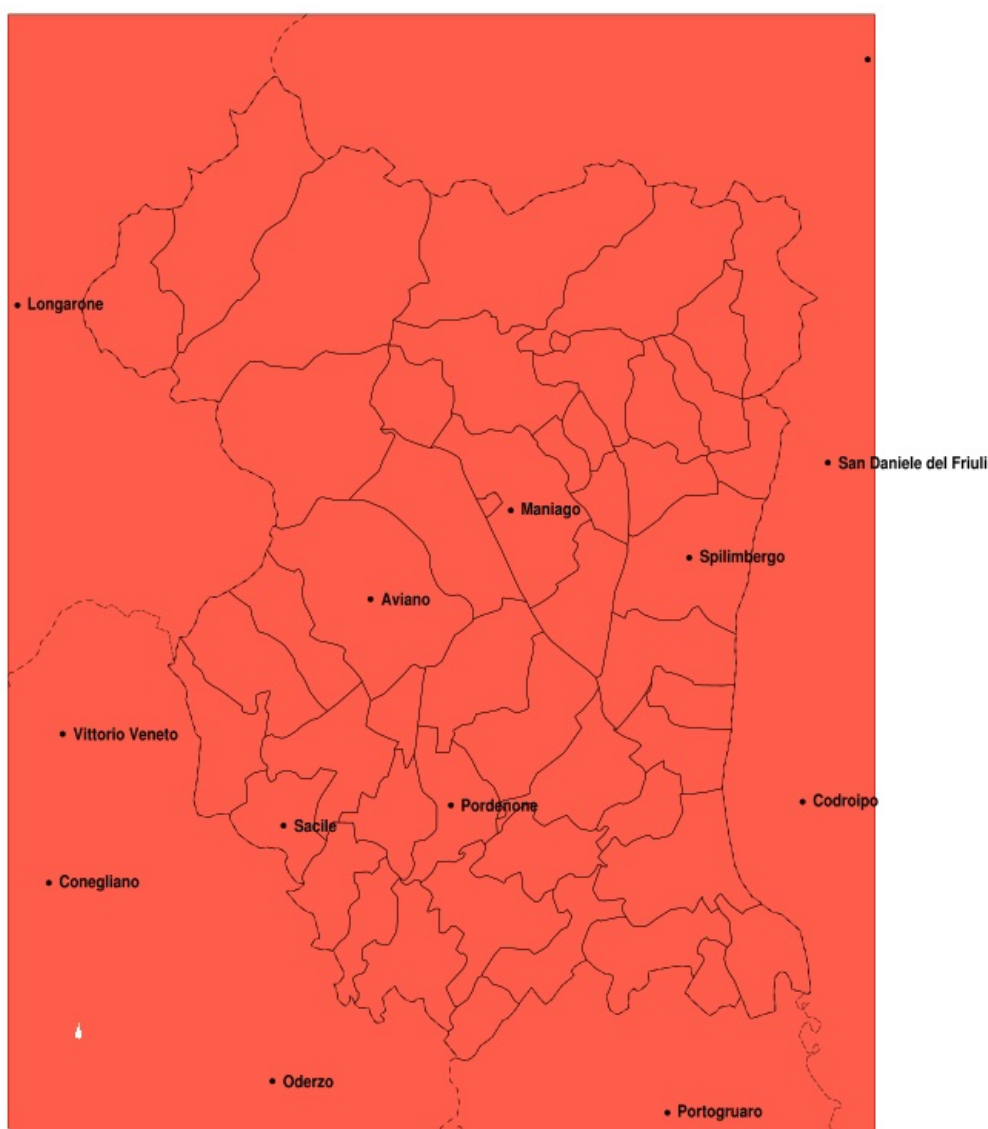 Longarone
San Daniele del Friuli
Maniago
Spilimbergo
Aviano
Vittorio Veneto
Codroipo
Pordenone
Sacile
Conegliano
Oderzo
Portogruaro